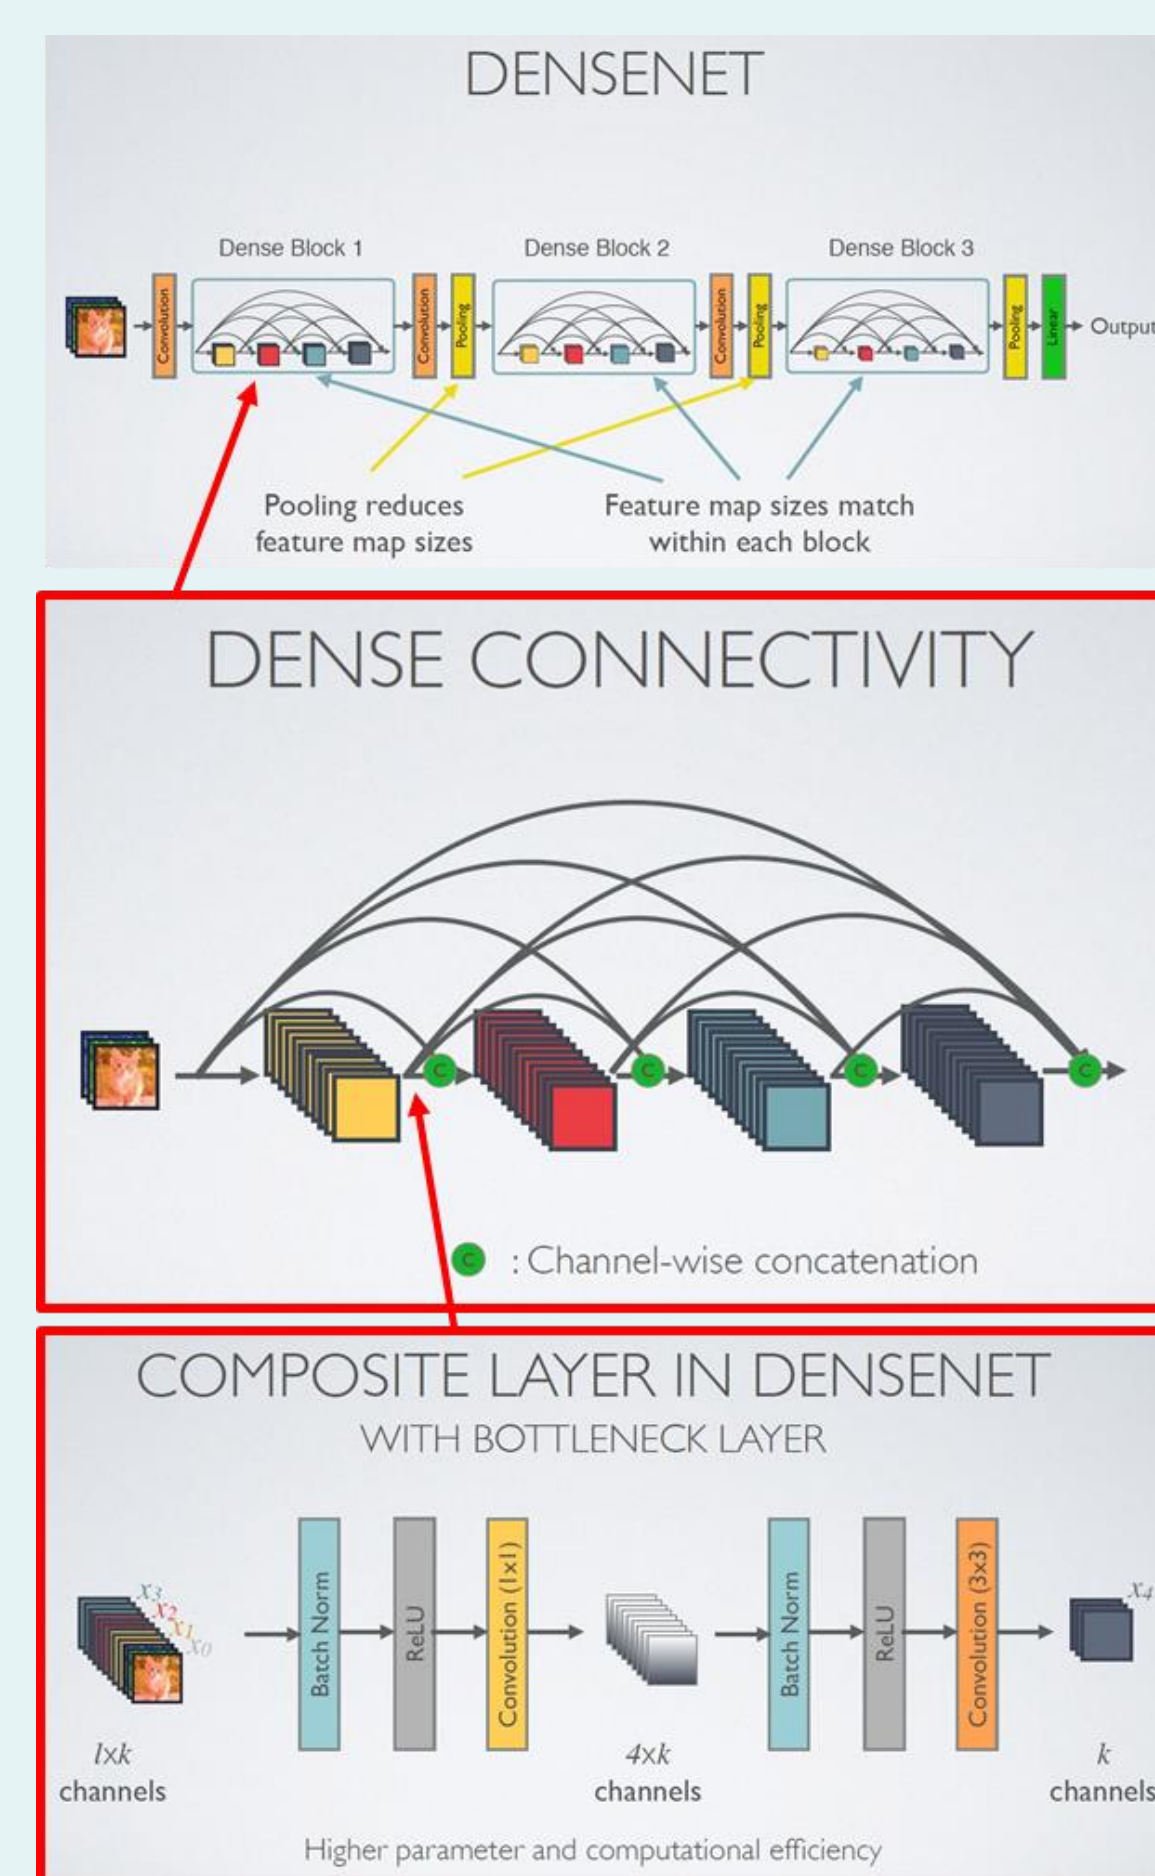 DENSENET
Dense Block 1
Dense Block 2
Dense Block 3
Convolution
Convolution
Pooling
Convolution
Pooling
Pooling
Linear
Output
Pooling reduces
feature map sizes
Feature map sizes match
within each block
DENSE CONNECTIVITY
C
C
C
C
C : Channel-wise concatenation
COMPOSITE LAYER IN DENSENET
WITH BOTTLENECK LAYER
x3
x2
x1
x0
Batch Norm
ReLU
Convolution (1x1)
Batch Norm
ReLU
Convolution (3x3)
x4
l×k
channels
4×k
channels
k
channels
Higher parameter and computational efficiency